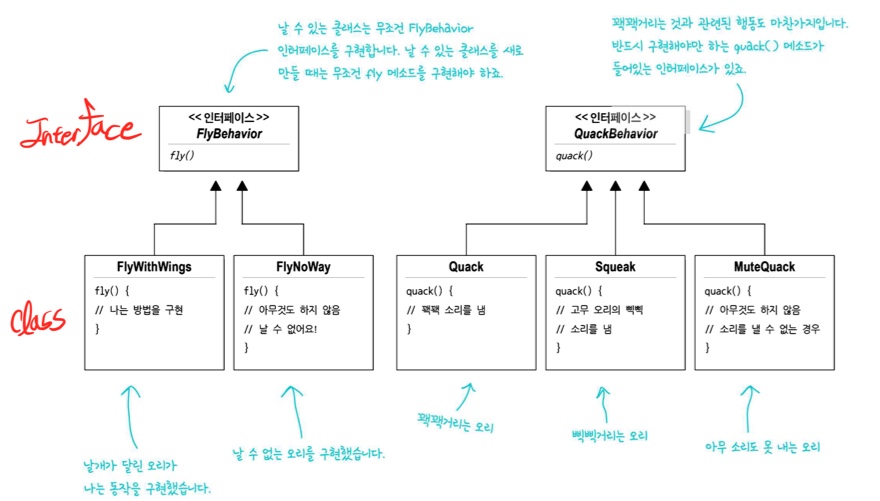 날 수 있는 클래스는 무조건 FlyBehavior
인터페이스를 구현합니다. 날 수 있는 클래스를 새로
만들 때는 무조건 fly 메소드를 구현해야 하죠.
꽥꽥거리는 것과 관련된 행동도 마찬가지입니다.
반드시 구현해야만 하는 quack() 메소드가
들어있는 인터페이스가 있죠.
Interface
<< 인터페이스 >>
FlyBehavior
fly()
<< 인터페이스 >>
QuackBehavior
quack()
class
FlyWithWings
fly() {
// 나는 방법을 구현
}
FlyNoWay
fly() {
// 아무것도 하지 않음
// 날 수 없어요!
}
Quack
quack() {
// 꽥꽥 소리를 냄
}
Squeak
quack() {
// 고무 오리의 삑삑
// 소리를 냄
}
MuteQuack
quack() {
// 아무것도 하지 않음
// 소리를 낼 수 없는 경우
}
날개가 달린 오리가
나는 동작을 구현했습니다.
날 수 없는 오리를 구현했습니다.
꽥꽥거리는 오리
삑삑거리는 오리
아무 소리도 못 내는 오리